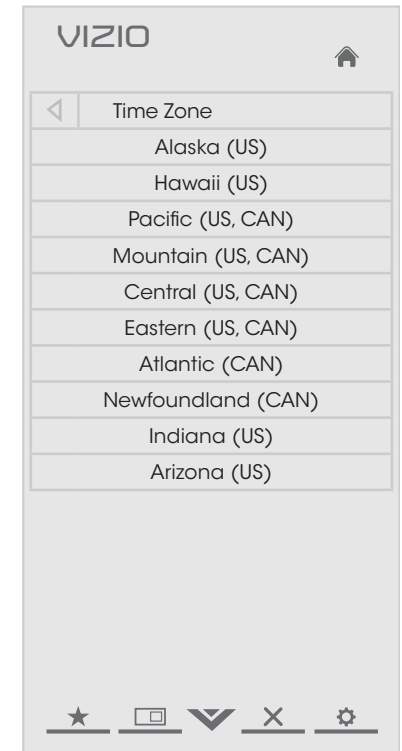 VIZIO
Time Zone
Alaska (US)
Hawaii (US)
Pacific (US, CAN)
Mountain (US, CAN)
Central (US, CAN)
Eastern (US, CAN)
Atlantic (CAN)
Newfoundland (CAN)
Indiana (US)
Arizona (US)